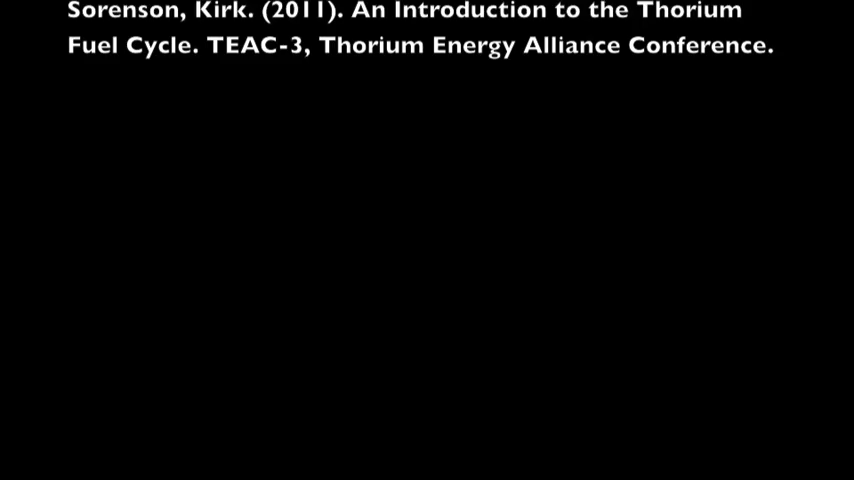 Sorenson, Kirk. (2011). An Introduction to the Thorium
Fuel Cycle. TEAC-3, Thorium Energy Alliance Conference.